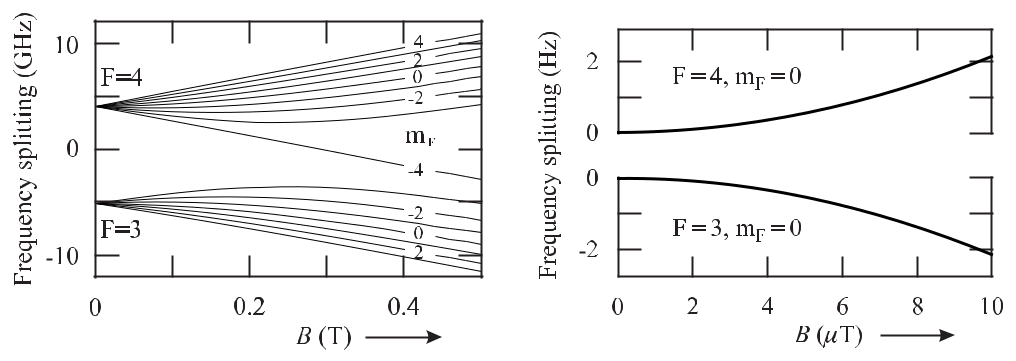 Frequency splitting (GHz)
10
0
-10
F=4
F=3
4
2
0
-2
m_F
-4
-2
0
2
0
0.2
0.4
B (T)
Frequency splitting (Hz)
2
0
0
-2
F=4, m_F=0
F=3, m_F=0
0
2
4
6
8
10
B (μT)